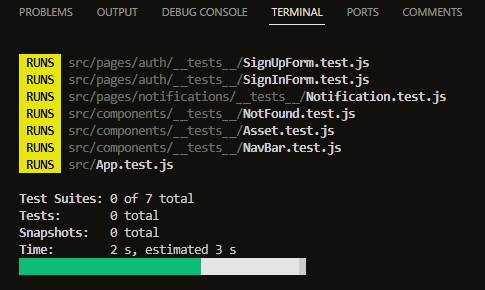 PROBLEMS OUTPUT DEBUG CONSOLE TERMINAL PORTS COMMENTS
RUNS src/pages/auth/__tests__/SignUpForm.test.js
RUNS src/pages/auth/__tests__/SignInForm.test.js
RUNS src/pages/notifications/__tests__/Notification.test.js
RUNS src/components/__tests__/NotFound.test.js
RUNS src/components/__tests__/Asset.test.js
RUNS src/components/__tests__/NavBar.test.js
RUNS src/App.test.js
Test Suites: 0 of 7 total
Tests: 0 total
Snapshots: 0 total
Time: 2 s, estimated 3 s